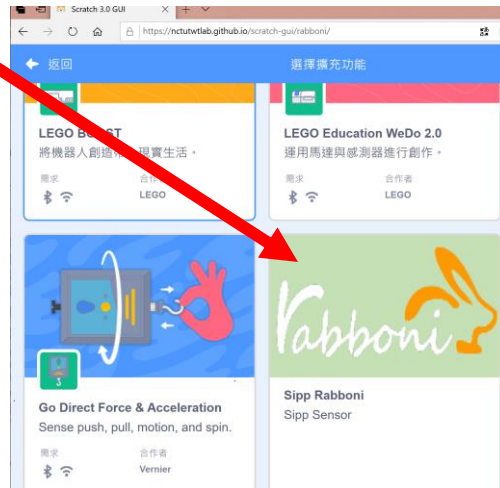 Scratch 3.0 GUI
https://nctutwtlab.github.io/scratch-gui/rabboni/
返回
選擇擴充功能
LEGO BOOST
將機器人創造帶入現實生活。
需求
合作者
LEGO
LEGO Education WeDo 2.0
運用馬達與感測器進行創作。
需求
合作者
LEGO
Go Direct Force & Acceleration
Sense push, pull, motion, and spin.
需求
合作者
Vernier
rabboni
Sipp Rabboni
Sipp Sensor